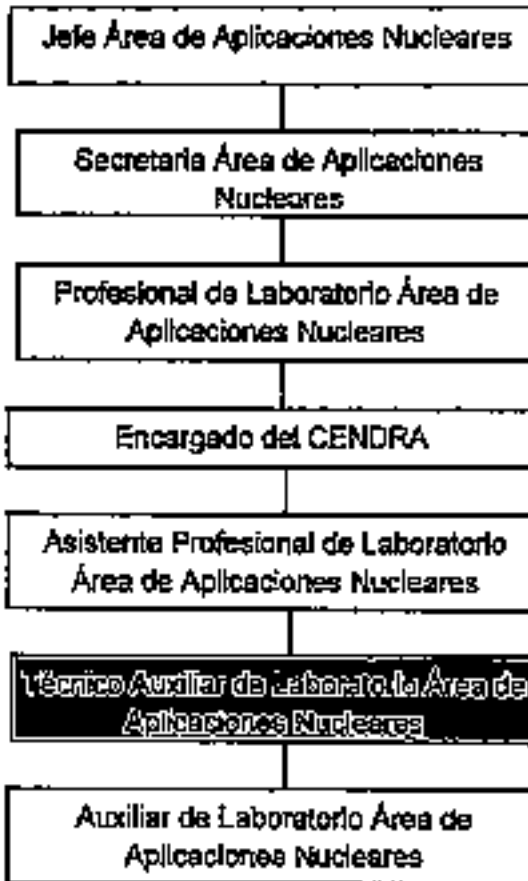 Jefe Área de Aplicaciones Nucleares
Secretaria Área de Aplicaciones
Nucleares
Profesional de Laboratorio Área de
Aplicaciones Nucleares
Encargado del CENDRA
Asistente Profesional de Laboratorio
Área de Aplicaciones Nucleares
Técnico Auxiliar de Laboratorio Área de
Aplicaciones Nucleares
Auxiliar de Laboratorio Área de
Aplicaciones Nucleares